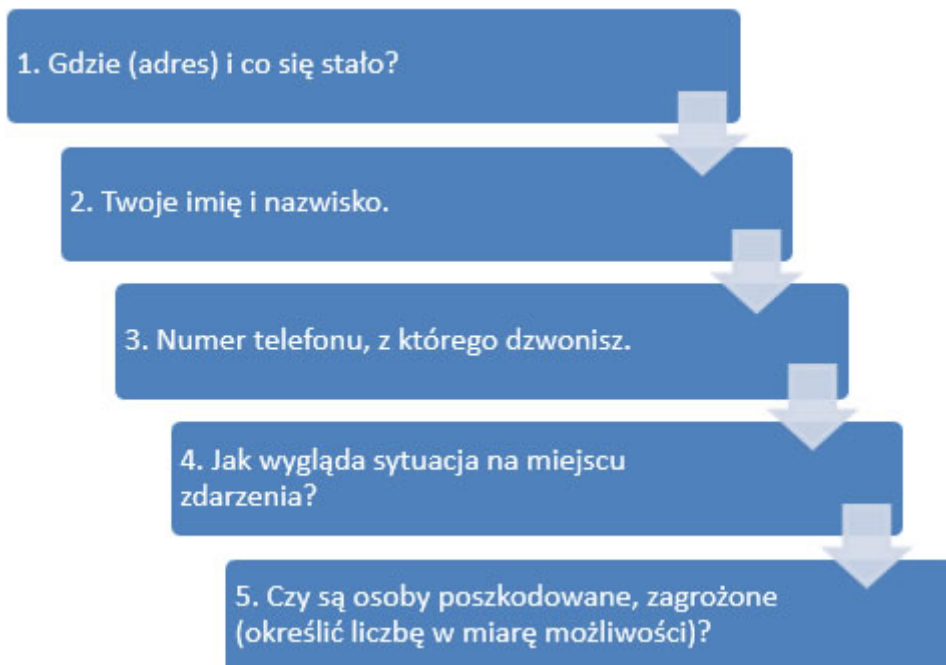 1. Gdzie (adres) i co się stało?
2. Twoje imię i nazwisko.
3. Numer telefonu, z którego dzwonisz.
4. Jak wygląda sytuacja na miejscu
zdarzenia?
5. Czy są osoby poszkodowane, zagrożone
(określić liczbę w miarę możliwości)?